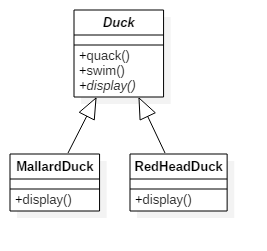 Duck
+quack()
+swim()
+display()
MallardDuck
+display()
RedHeadDuck
+display()